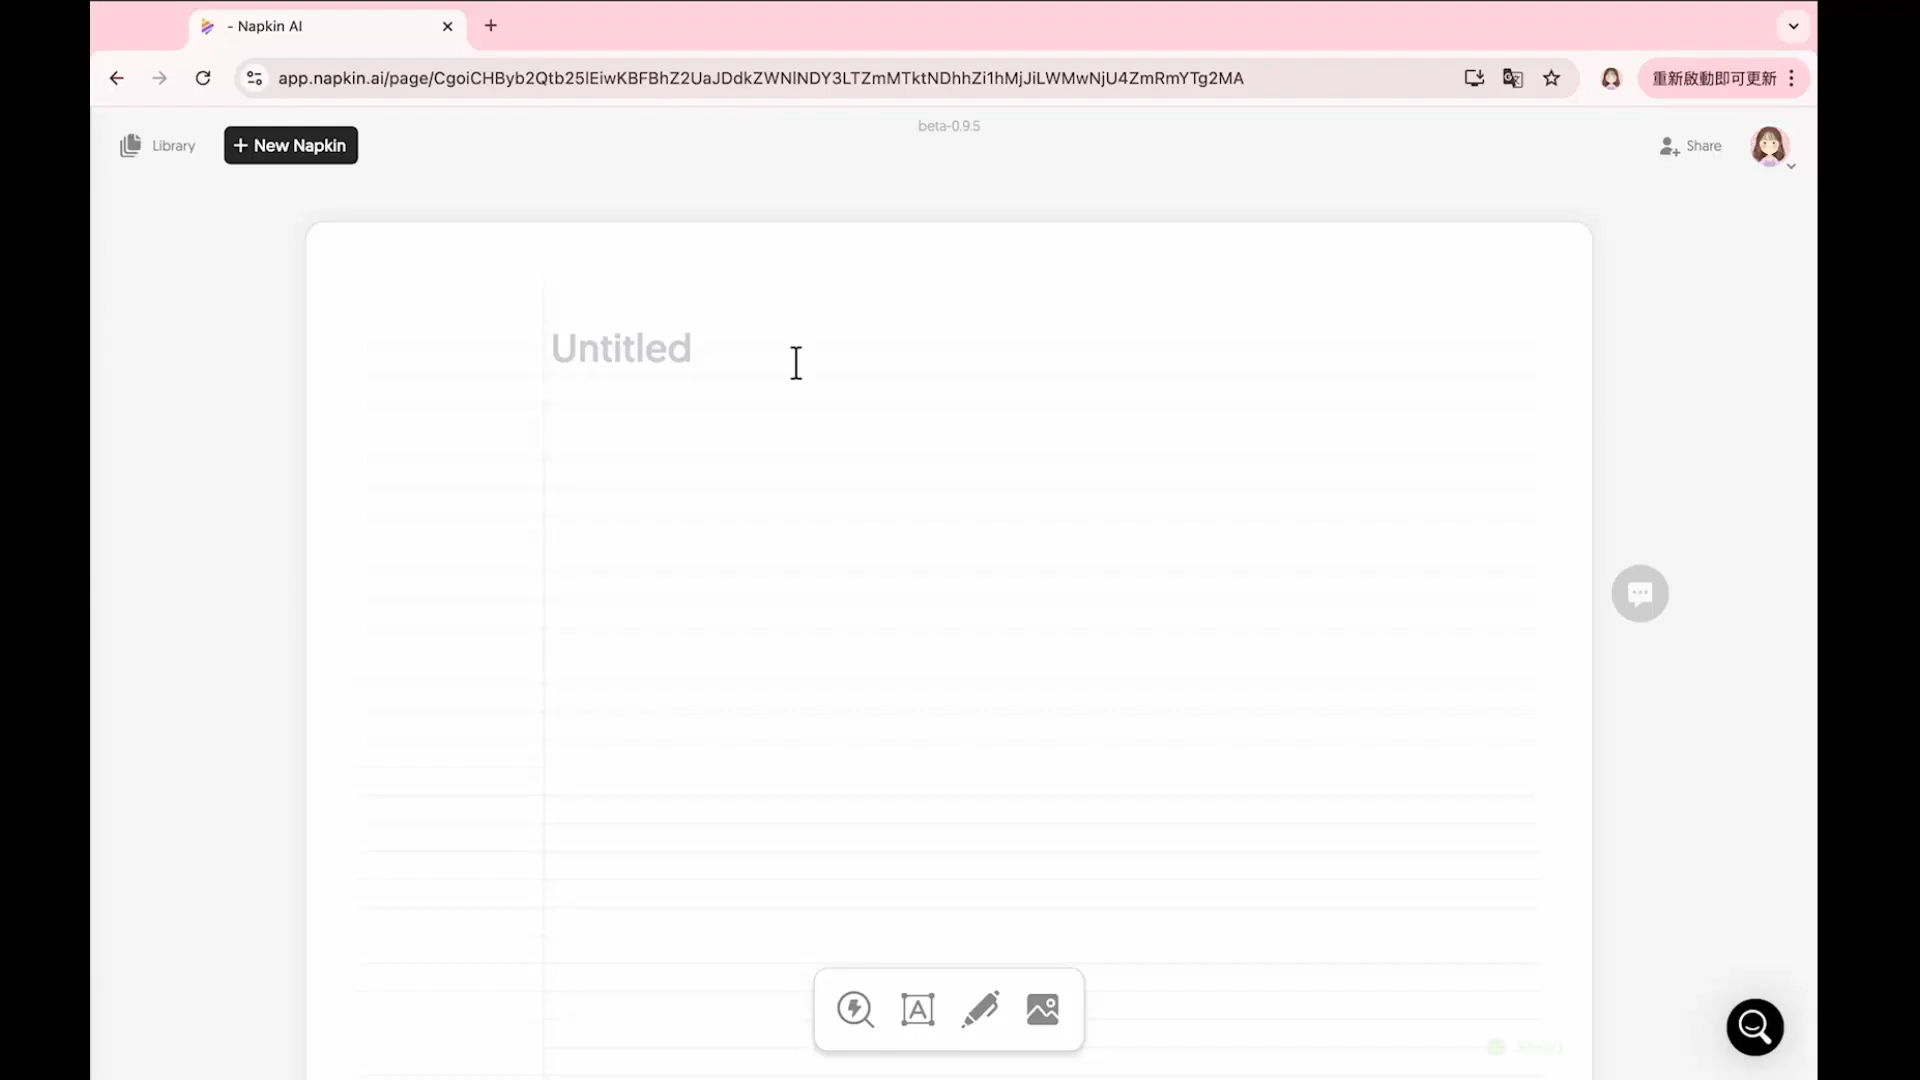 - Napkin AI
app.napkin.ai/page/CgoiCHByb2Qtb25lEiwKBFBhZ2UaJDdkZWNlNDY3LTZmMTktNDhhZi1hMjJiLWMwNjU4ZmRmYTg2MA
重新啟動即可更新
beta-0.9.5
Library
+ New Napkin
Share
Untitled